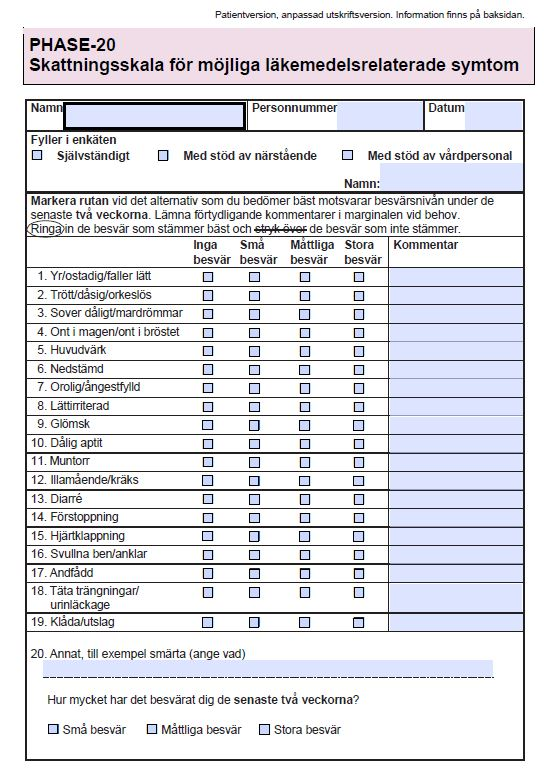 Patientversion, anpassad utskriftsversion. Information finns på baksidan.
PHASE-20
Skattningsskala för möjliga läkemedelsrelaterade symtom
Namn Personnummer Datum
Fyller i enkäten
Självständigt Med stöd av närstående Med stöd av vårdpersonal
Namn:
Markera rutan vid det alternativ som du bedömer bäst motsvarar besvärsnivån under de
senaste två veckorna. Lämna förtydligande kommentarer i marginalen vid behov.
Ringa in de besvär som stämmer bäst och stryk över de besvär som inte stämmer.
Inga besvär Små besvär Måttliga besvär Stora besvär Kommentar
1. Yr/ostadig/faller lätt
2. Trött/dåsig/orkeslös
3. Sover dåligt/mardrömmar
4. Ont i magen/ont i bröstet
5. Huvudvärk
6. Nedstämd
7. Orolig/ångestfylld
8. Lättirriterad
9. Glömsk
10. Dålig aptit
11. Muntorr
12. Illamående/kräks
13. Diarré
14. Förstoppning
15. Hjärtklappning
16. Svullna ben/anklar
17. Andfådd
18. Täta trängningar/
urinläckage
19. Klåda/utslag
20. Annat, till exempel smärta (ange vad)
Hur mycket har det besvärat dig de senaste två veckorna?
Små besvär Måttliga besvär Stora besvär